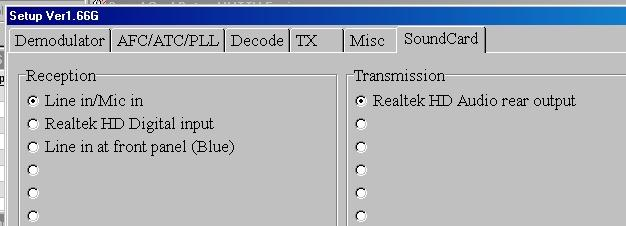 Setup Ver1.66G
Demodulator AFC/ATC/PLL Decode TX Misc SoundCard
Reception Transmission
Line in/Mic in Realtek HD Audio rear output
Realtek HD Digital input
Line in at front panel (Blue)